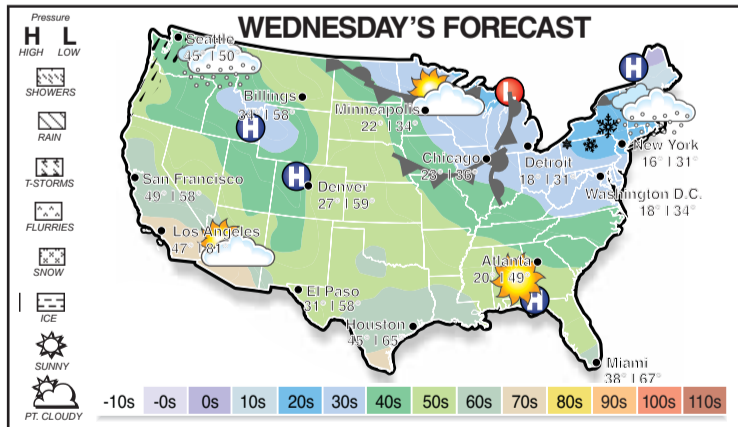 WEDNESDAY'S FORECAST
Pressure
H L
HIGH LOW
SHOWERS
RAIN
T-STORMS
FLURRIES
SNOW
ICE
SUNNY
PT. CLOUDY
Seattle
45° | 50
Billings
31° | 58°
Minneapolis
22° | 34°
H
L
H
H
H
Chicago
23° | 36°
Detroit
18° | 31°
New York
16° | 31°
Washington D.C.
18° | 34°
San Francisco
49° | 58°
Denver
27° | 59°
Los Angeles
47° | 81
Atlanta
20 | 49°
El Paso
31° | 58°
Houston
45° | 65°
H
Miami
38° | 67°
-10s -0s 0s 10s 20s 30s 40s 50s 60s 70s 80s 90s 100s 110s